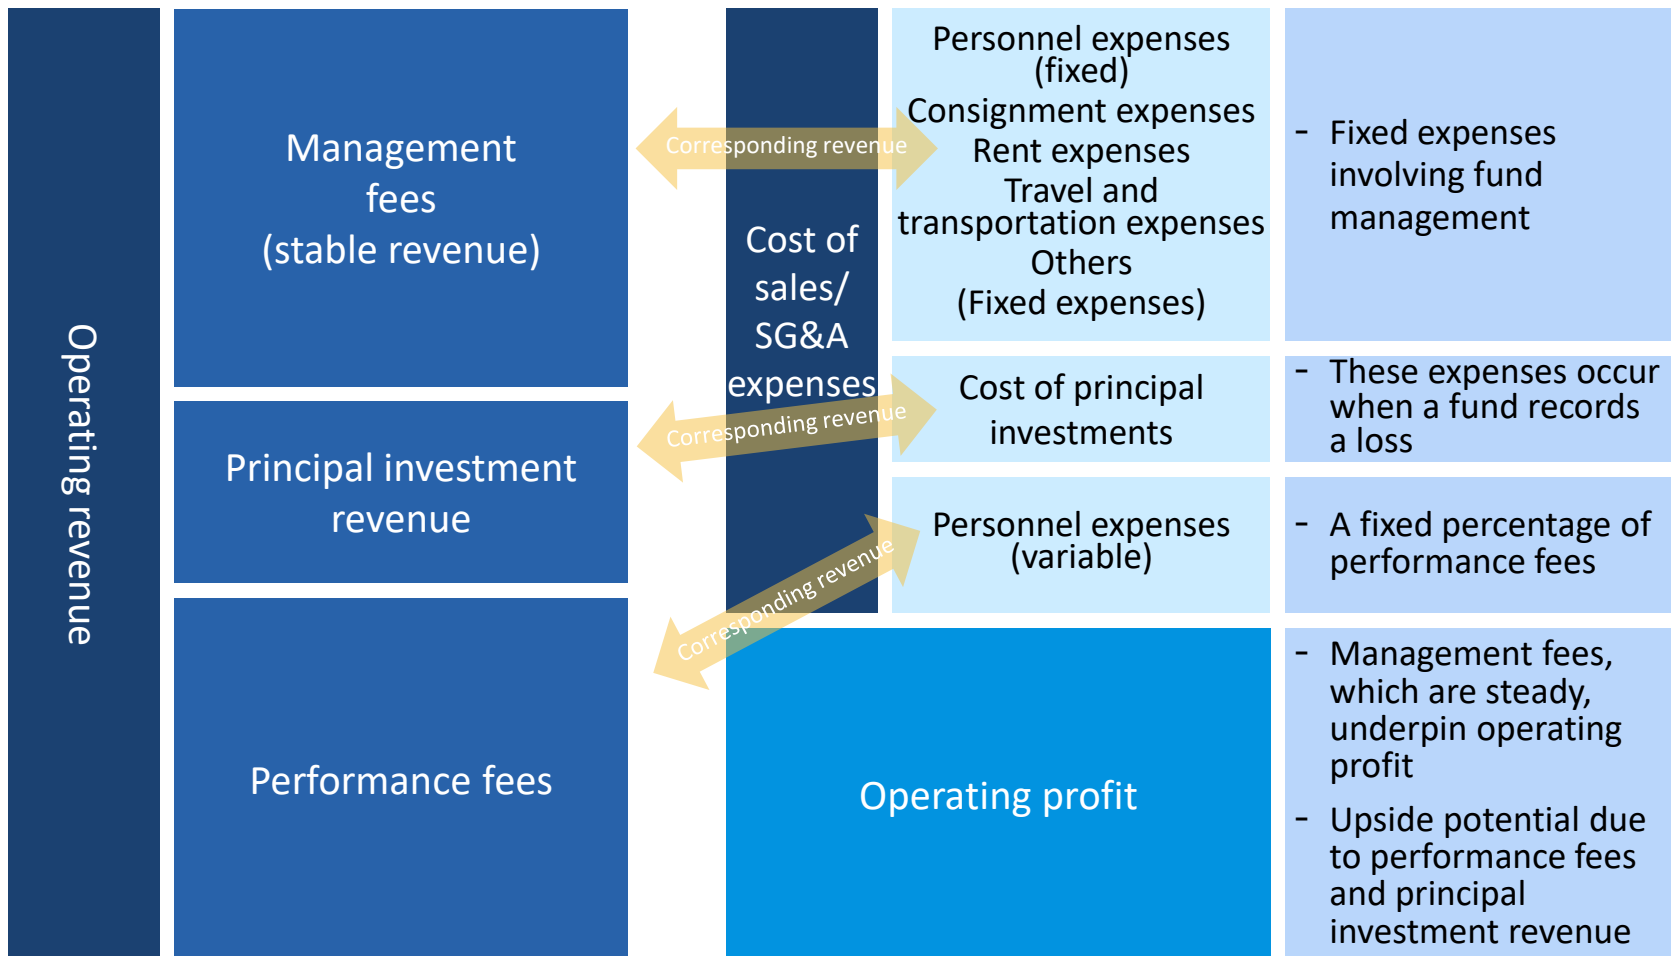 Operating revenue
Management
fees
(stable revenue)
Principal investment
revenue
Performance fees
Corresponding revenue
Corresponding revenue
Corresponding revenue
Cost of
sales/
SG&A
expenses
Personnel expenses
(fixed)
Consignment expenses
Rent expenses
Travel and
transportation expenses
Others
(Fixed expenses)
- Fixed expenses
involving fund
management
Cost of principal
investments
- These expenses occur
when a fund records
a loss
Personnel expenses
(variable)
- A fixed percentage of
performance fees
Operating profit
- Management fees,
which are steady,
underpin operating
profit
- Upside potential due
to performance fees
and principal
investment revenue